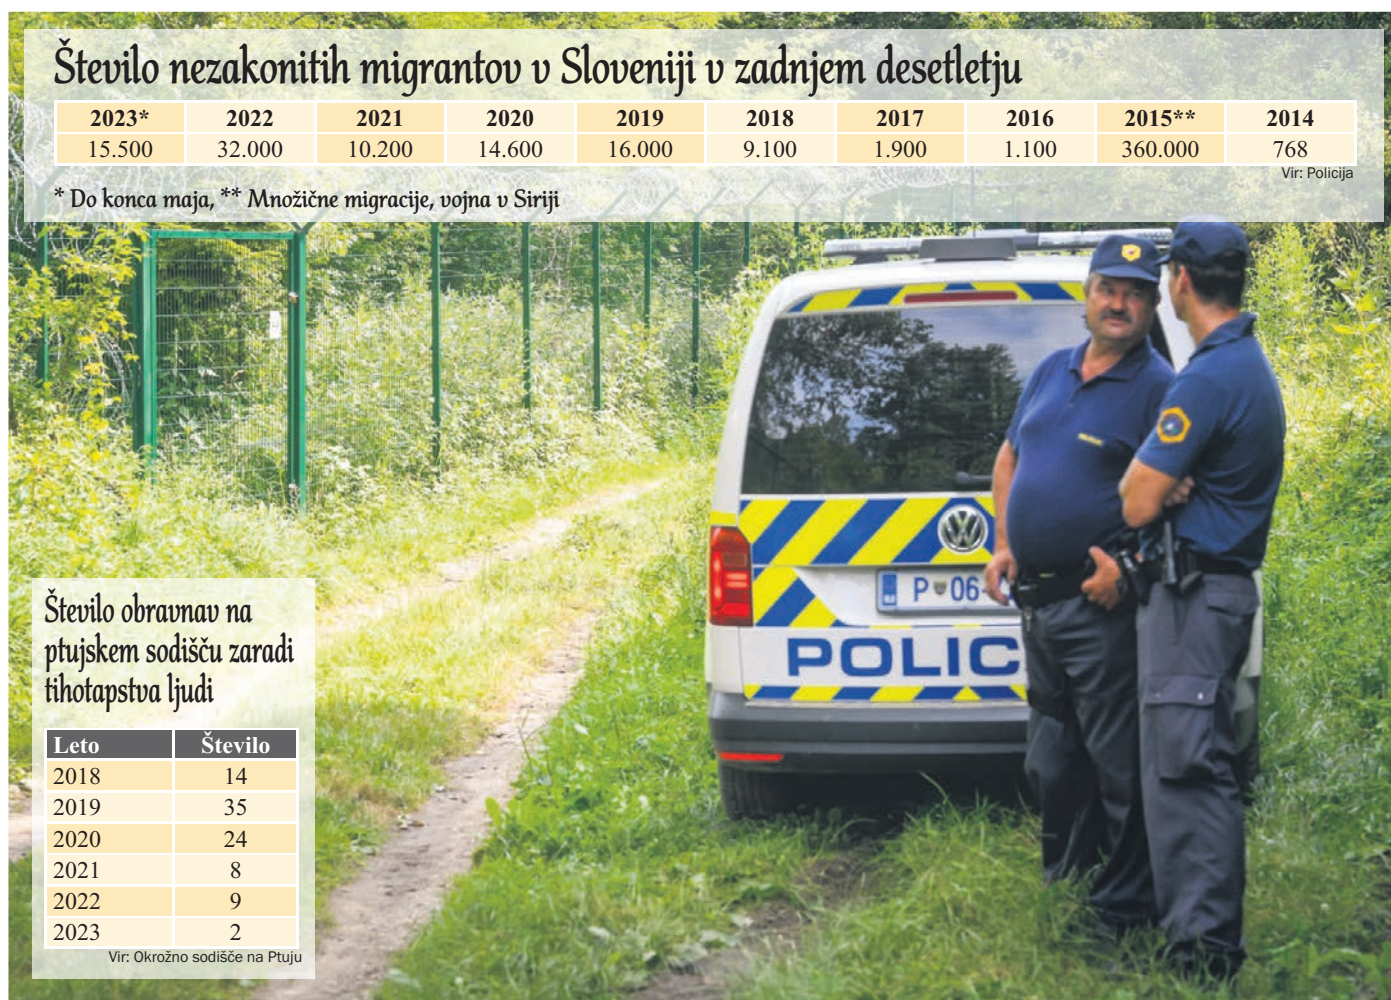 Število nezakonitih migrantov v Sloveniji v zadnjem desetletju
2023* 2022 2021 2020 2019 2018 2017 2016 2015** 2014
15.500 32.000 10.200 14.600 16.000 9.100 1.900 1.100 360.000 768
Vir: Policija
* Do konca maja, ** Množične migracije, vojna v Siriji
P 06-
POLIC
Število obravnav na
ptujskem sodišču zaradi
tihotapstva ljudi
Leto Število
2018 14
2019 35
2020 24
2021 8
2022 9
2023 2
Vir: Okrožno sodišče na Ptuju